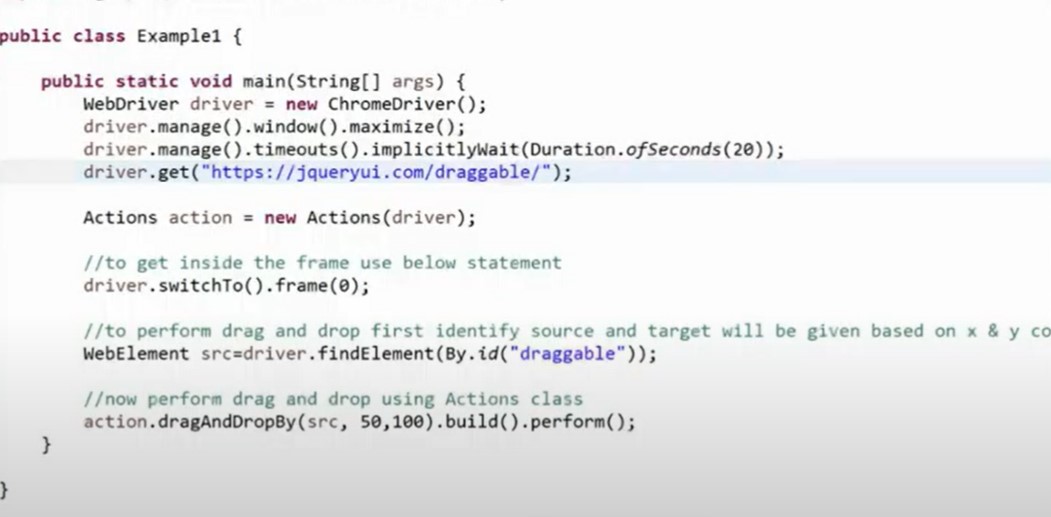 public class Example1 {
public static void main(String[] args) {
WebDriver driver = new ChromeDriver();
driver.manage().window().maximize();
driver.manage().timeouts().implicitlyWait(Duration.ofSeconds(20));
driver.get("https://jqueryui.com/draggable/");
Actions action = new Actions(driver);
//to get inside the frame use below statement
driver.switchTo().frame(0);
//to perform drag and drop first identify source and target will be given based on x & y co
WebElement src=driver.findElement(By.id("draggable"));
//now perform drag and drop using Actions class
action.dragAndDropBy(src, 50,100).build().perform();
}
}